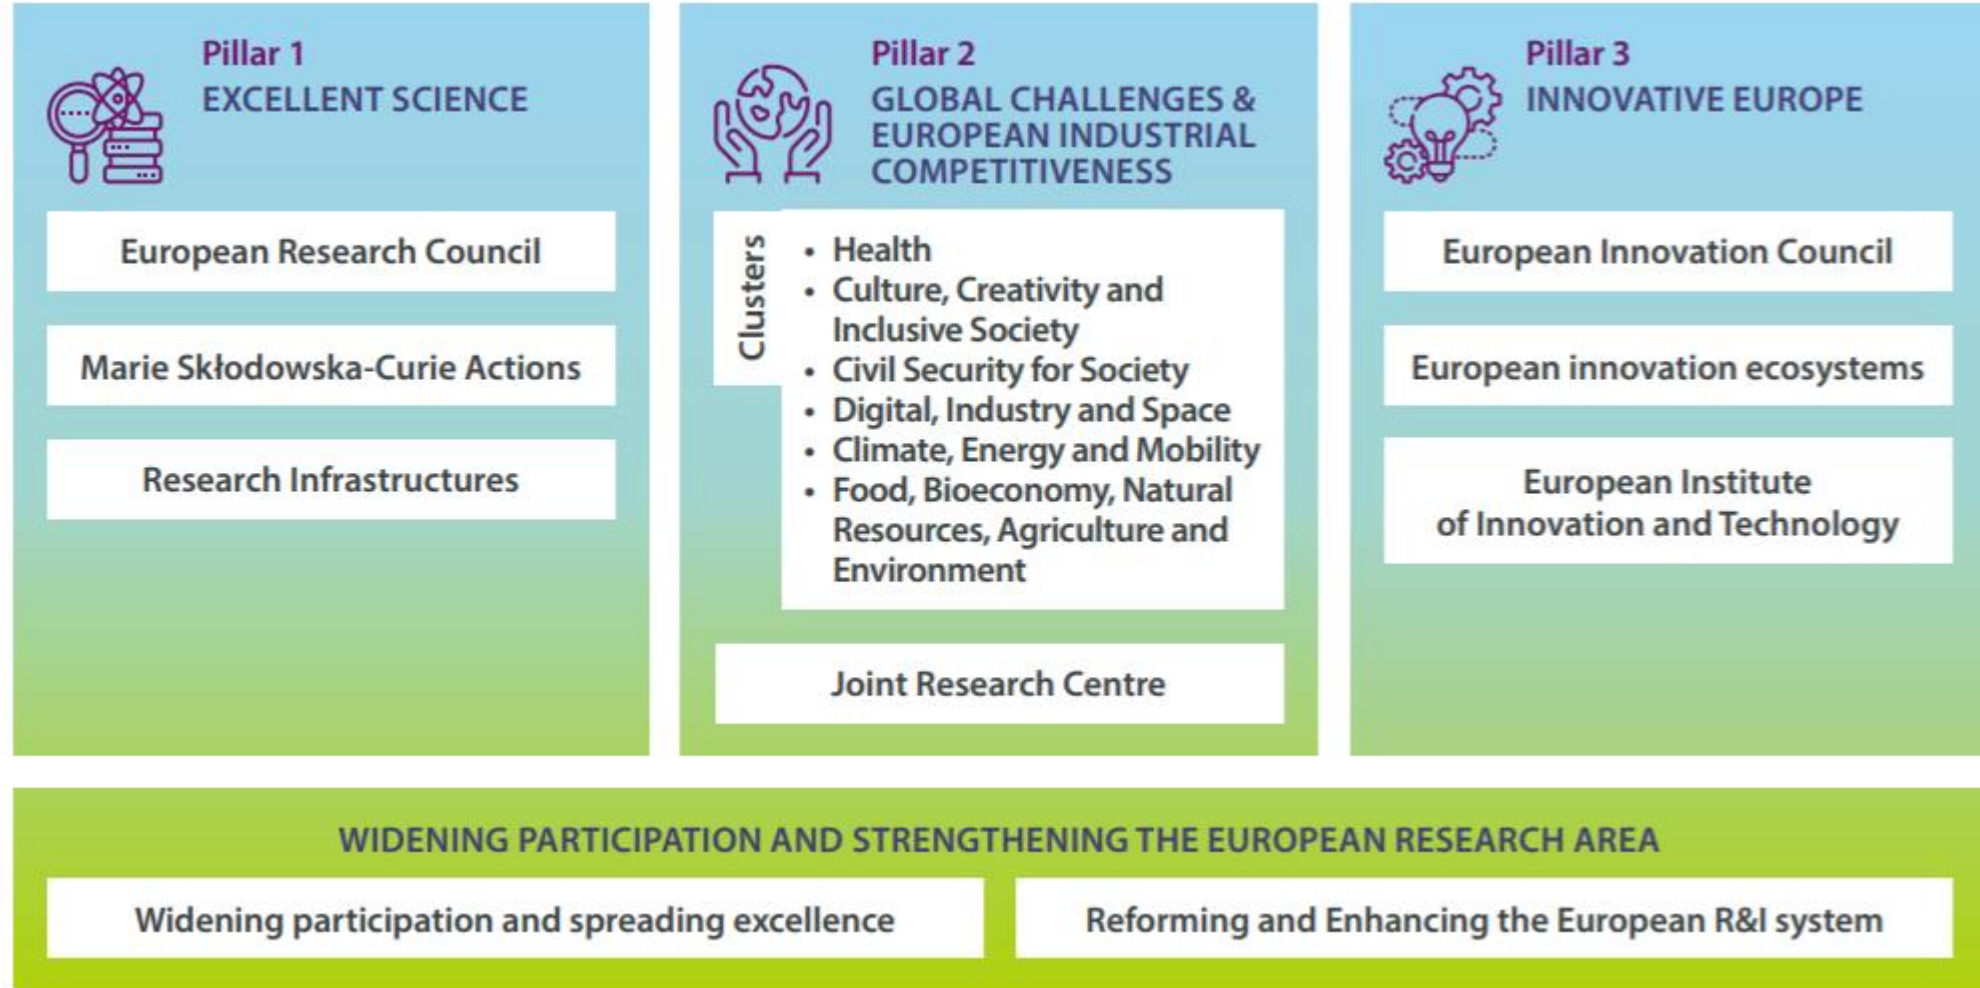 Pillar 1
EXCELLENT SCIENCE
European Research Council
Marie Skłodowska-Curie Actions
Research Infrastructures
Pillar 2
GLOBAL CHALLENGES &
EUROPEAN INDUSTRIAL
COMPETITIVENESS
Clusters
• Health
• Culture, Creativity and
Inclusive Society
• Civil Security for Society
• Digital, Industry and Space
• Climate, Energy and Mobility
• Food, Bioeconomy, Natural
Resources, Agriculture and
Environment
Joint Research Centre
Pillar 3
INNOVATIVE EUROPE
European Innovation Council
European innovation ecosystems
European Institute
of Innovation and Technology
WIDENING PARTICIPATION AND STRENGTHENING THE EUROPEAN RESEARCH AREA
Widening participation and spreading excellence
Reforming and Enhancing the European R&I system